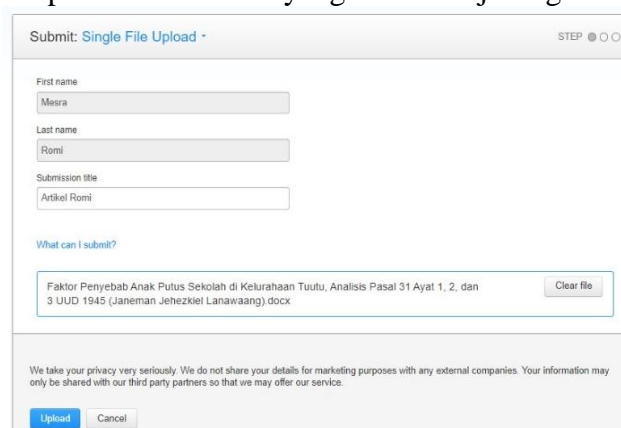 Submit: Single File Upload
STEP
First name
Mesra
Last name
Romi
Submission title
Artikel Romi
What can I submit?
Faktor Penyebab Anak Putus Sekolah di Kelurahaan Tuutu, Analisis Pasal 31 Ayat 1, 2, dan
3 UUD 1945 (Janeman Jehezkiel Lanawaang).docx
Clear file
We take your privacy very seriously. We do not share your details for marketing purposes with any external companies. Your information may
only be shared with our third party partners so that we may offer our service.
Upload Cancel